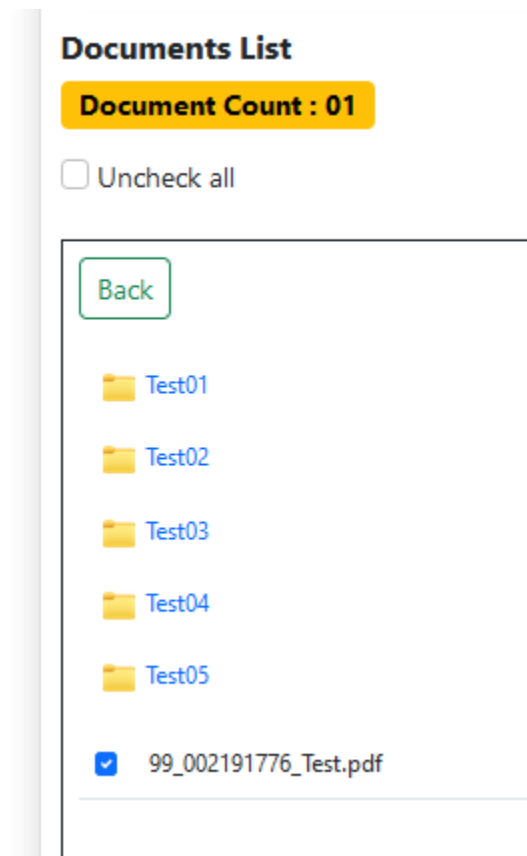 Documents List
Document Count : 01
Uncheck all
Back
Test01
Test02
Test03
Test04
Test05
99_002191776_Test.pdf